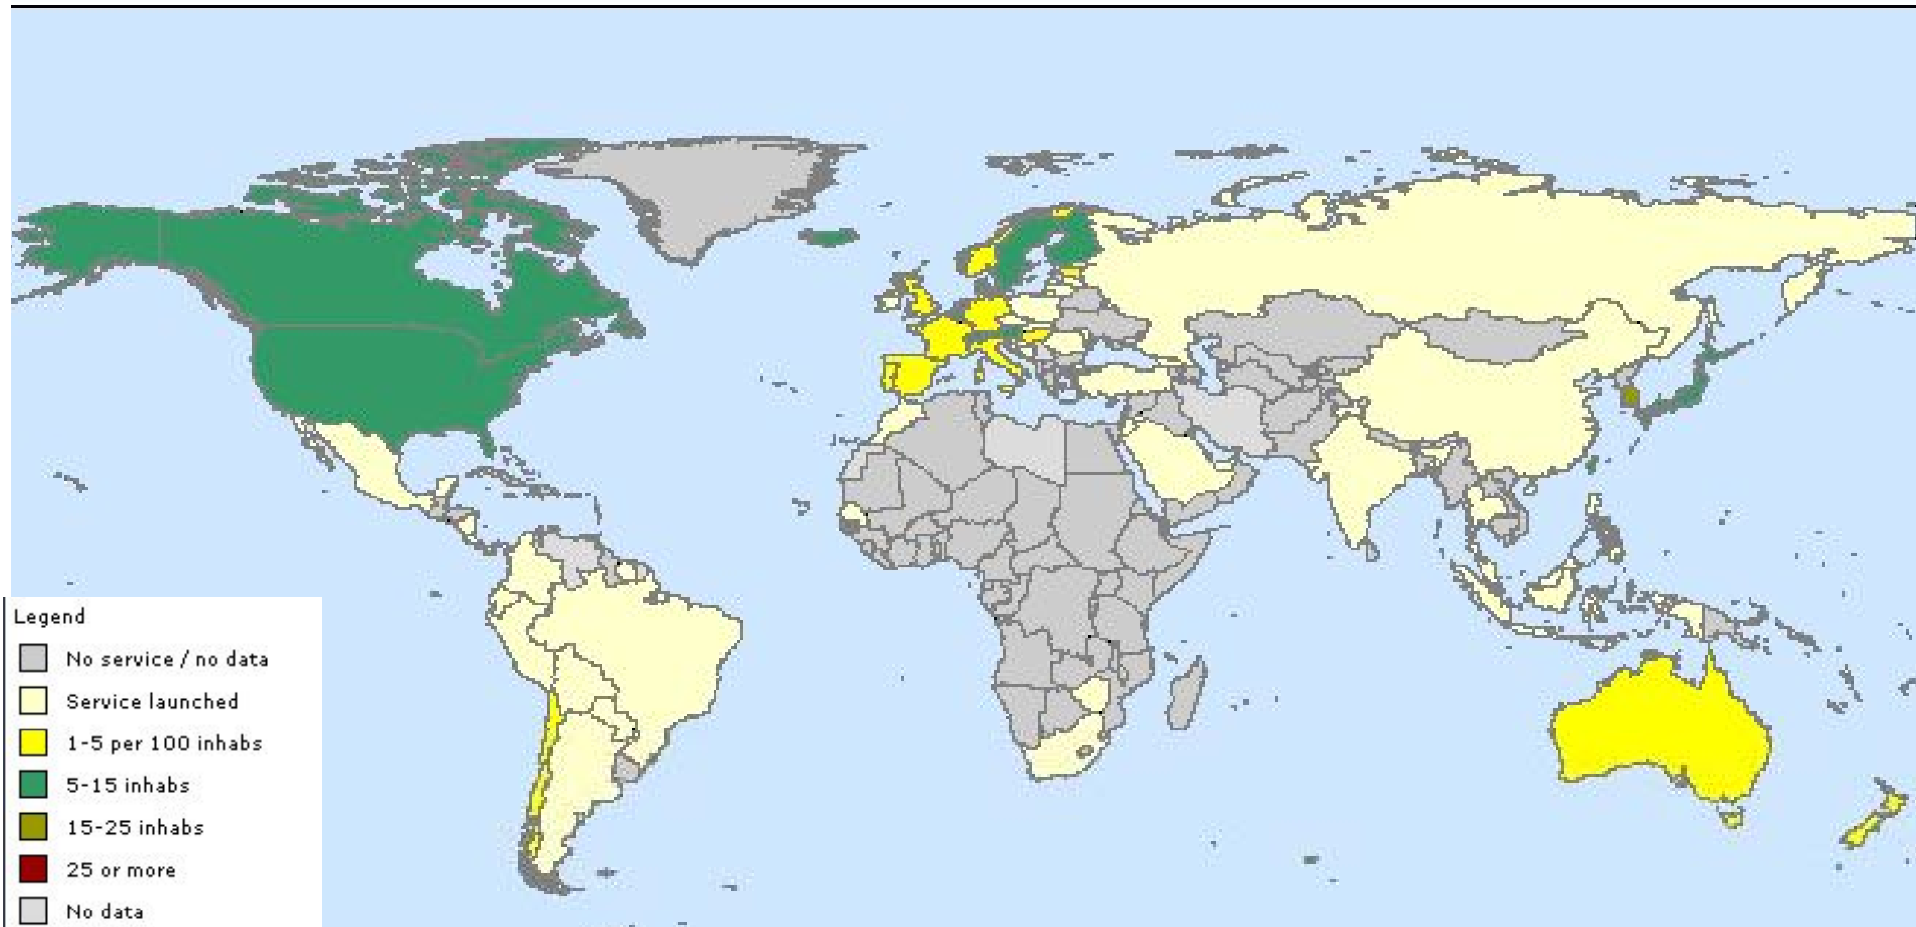 Legend
No service / no data
Service launched
1-5 per 100 inhabs
5-15 inhabs
15-25 inhabs
25 or more
No data